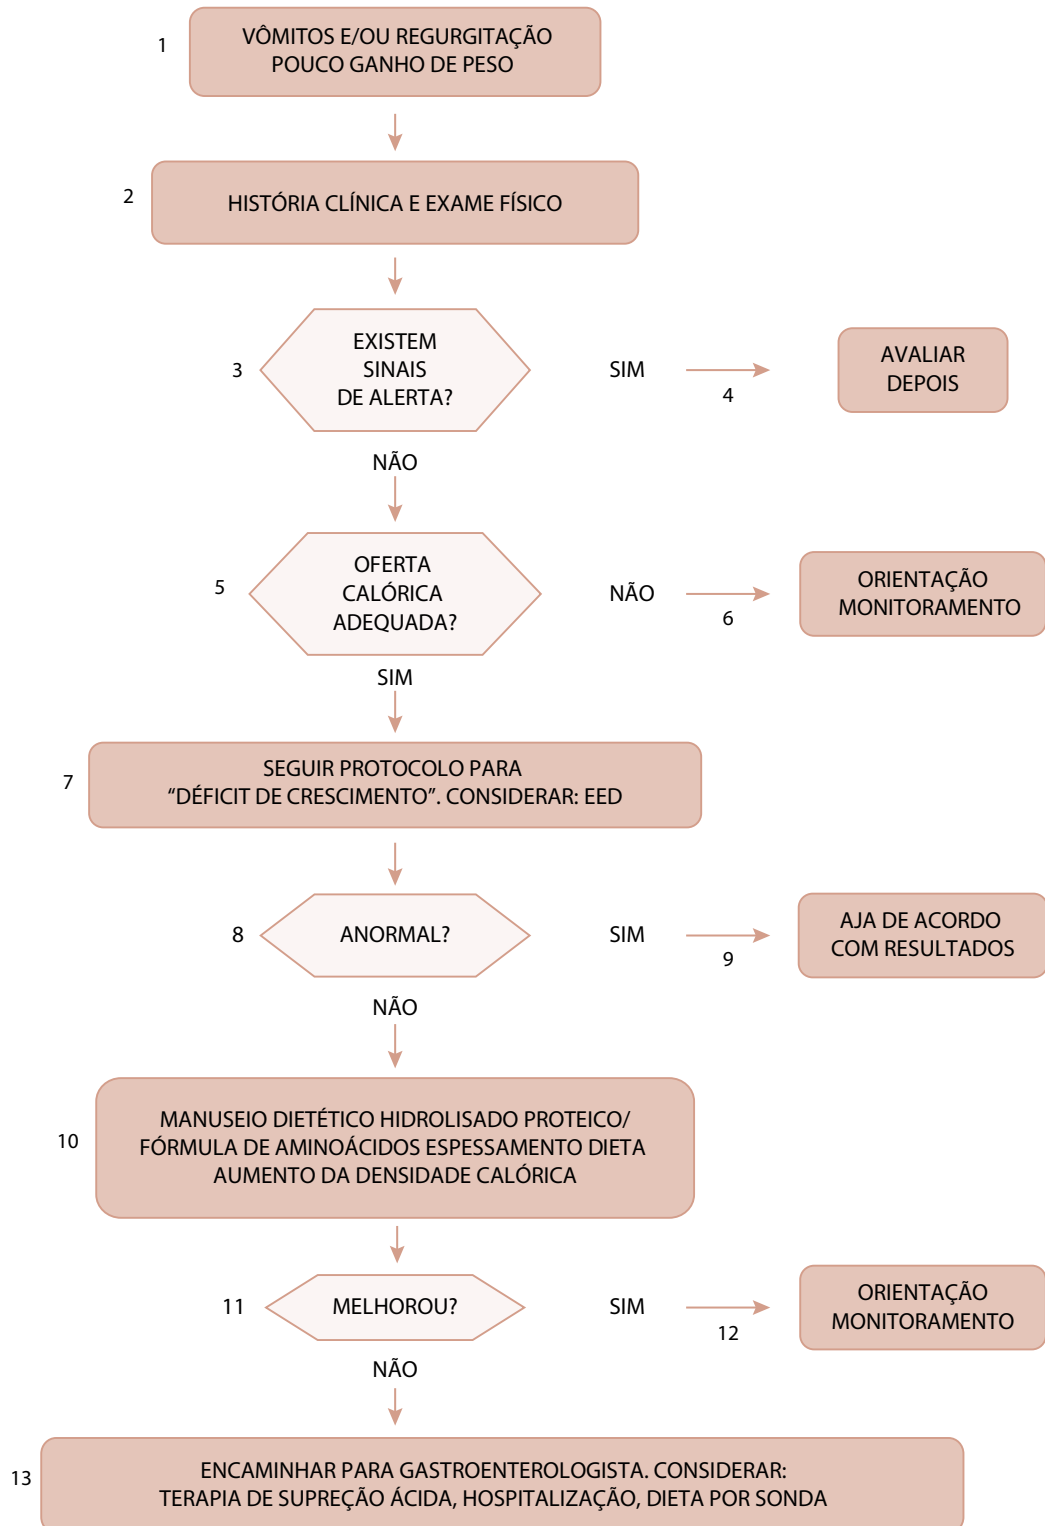 1
VÔMITOS E/OU REGURGITAÇÃO
POUCO GANHO DE PESO
2
HISTÓRIA CLÍNICA E EXAME FÍSICO
3
EXISTEM
SINAIS
DE ALERTA?
SIM
4
AVALIAR
DEPOIS
NÃO
5
OFERTA
CALÓRICA
ADEQUADA?
NÃO
6
ORIENTAÇÃO
MONITORAMENTO
SIM
7
SEGUIR PROTOCOLO PARA
“DÉFICIT DE CRESCIMENTO”. CONSIDERAR: EED
8
ANORMAL?
SIM
9
AJA DE ACORDO
COM RESULTADOS
NÃO
10
MANUSEIO DIETÉTICO HIDROLISADO PROTEICO/
FÓRMULA DE AMINOÁCIDOS ESPESSAMENTO DIETA
AUMENTO DA DENSIDADE CALÓRICA
11
MELHOROU?
SIM
12
ORIENTAÇÃO
MONITORAMENTO
NÃO
13
ENCAMINHAR PARA GASTROENTEROLOGISTA. CONSIDERAR:
TERAPIA DE SUPREÇÃO ÁCIDA, HOSPITALIZAÇÃO, DIETA POR SONDA